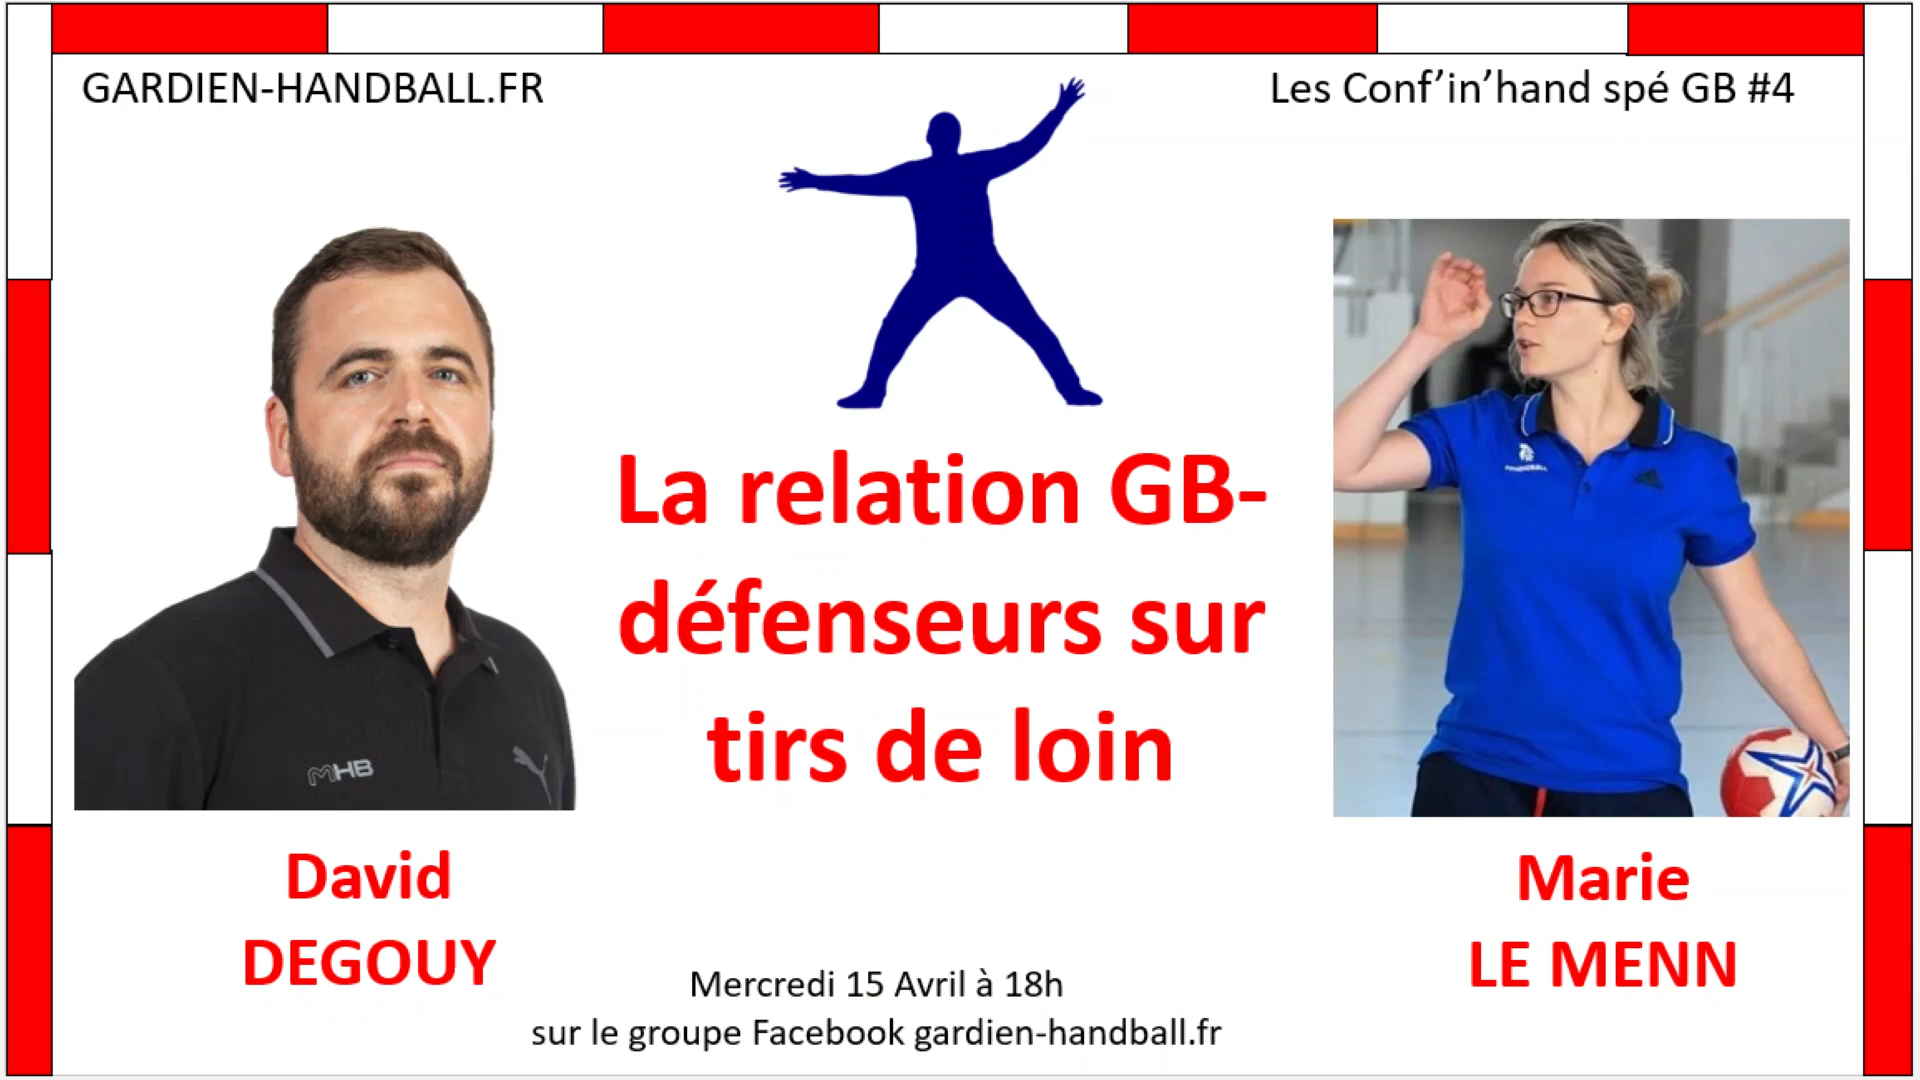 GARDIEN-HANDBALL.FR
Les Conf’in’hand spé GB #4
La relation GB-
défenseurs sur
tirs de loin
MHB
David
DEGOUY
Marie
LE MENN
Mercredi 15 Avril à 18h
sur le groupe Facebook gardien-handball.fr